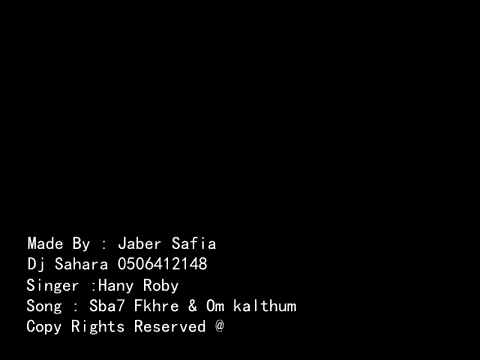 Made By : Jaber Safia
Dj Sahara 0506412148
Singer :Hany Roby
Song : Sba7 Fkhre & Om kalthum
Copy Rights Reserved @